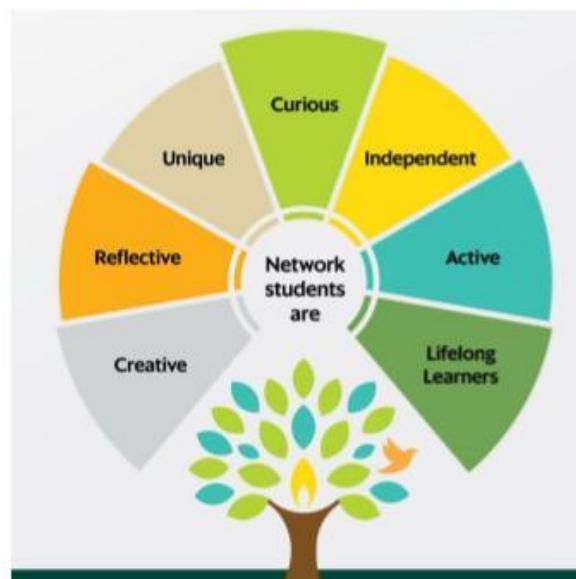 Curious
Unique
Independent
Reflective
Active
Network
students
are
Creative
Lifelong
Learners